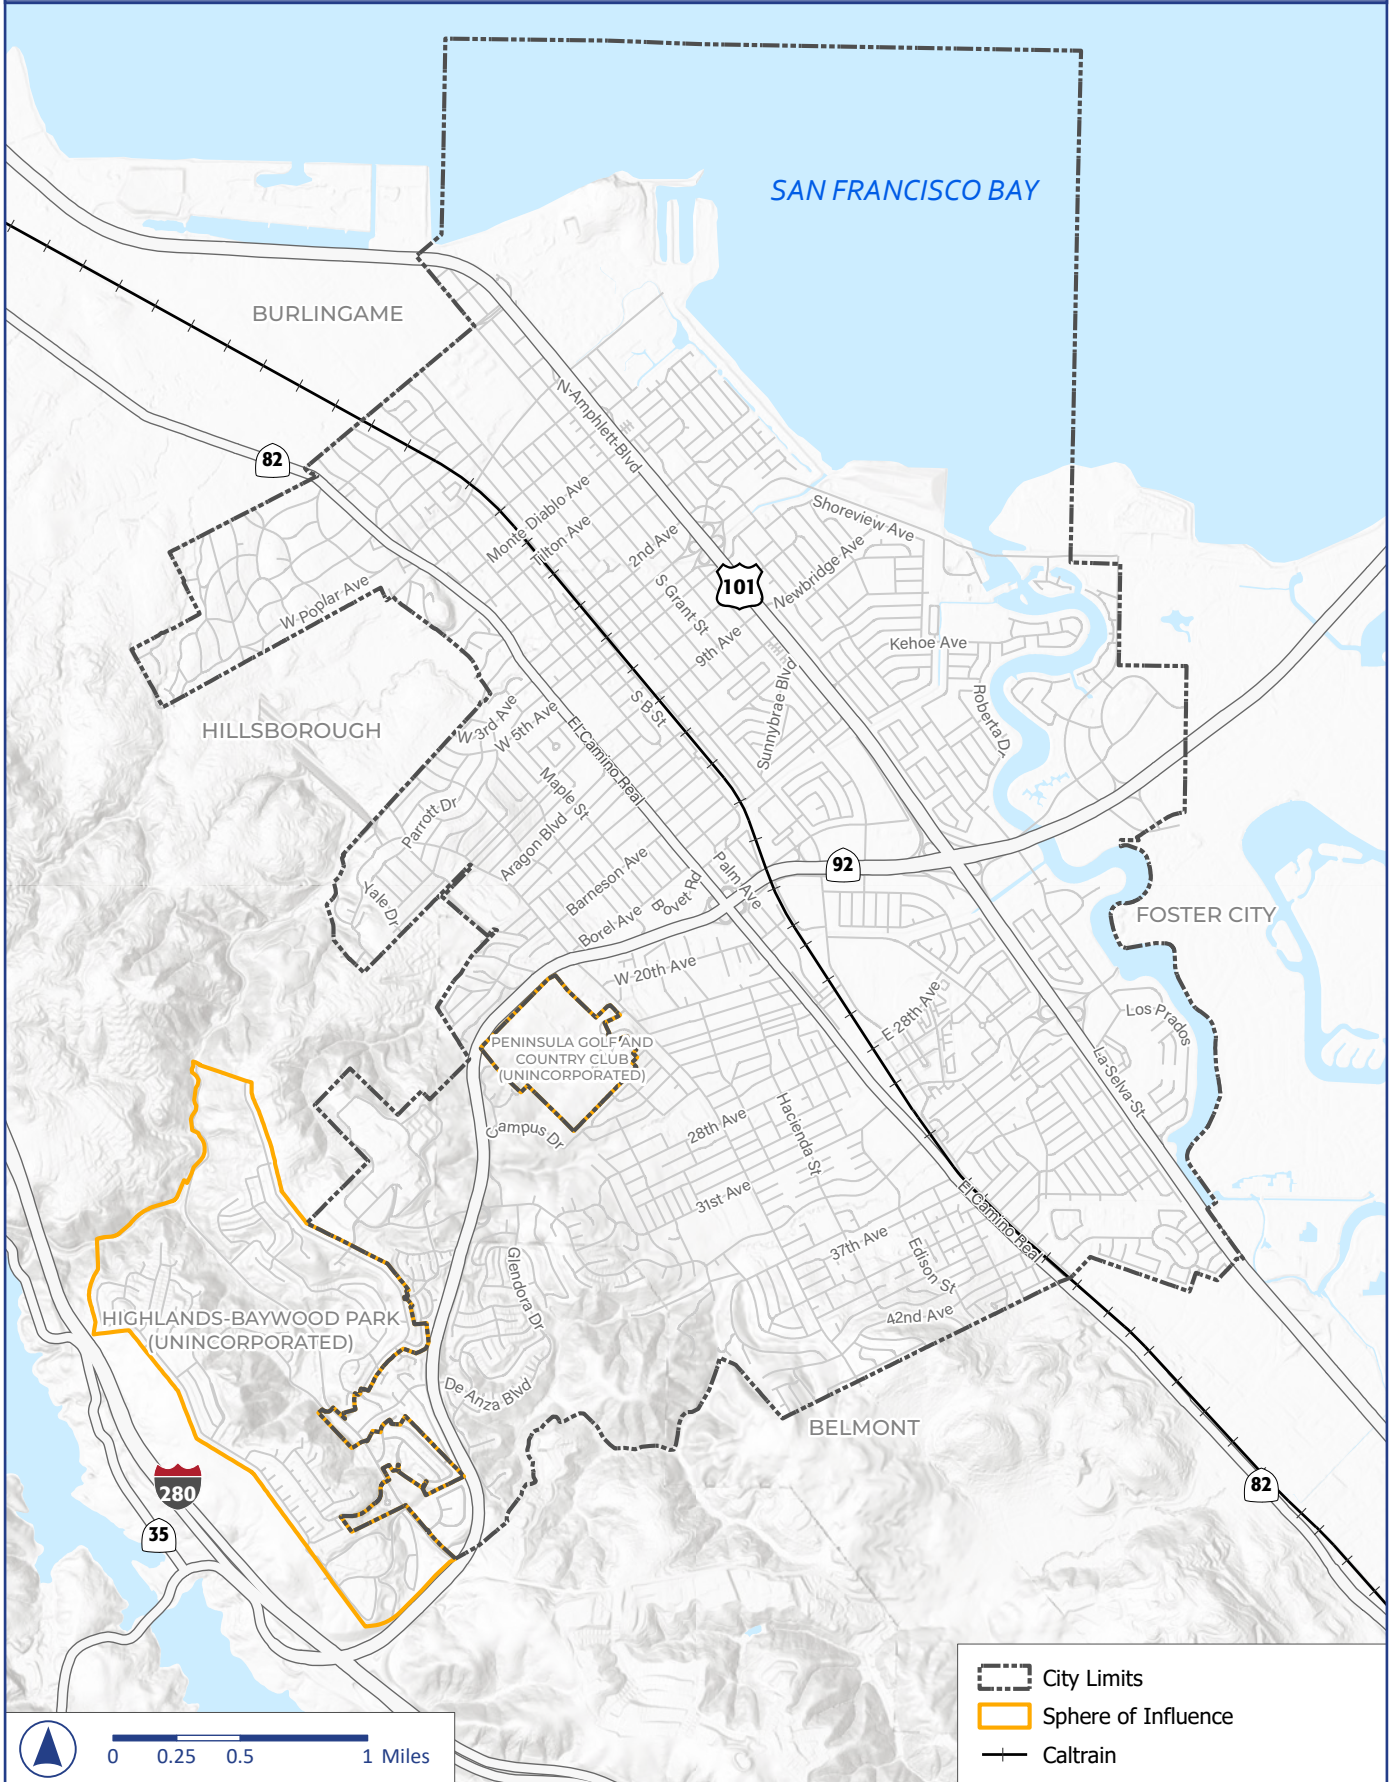 SAN FRANCISCO BAY
BURLINGAME
N Amphlett Blvd
82
Monte Diablo Ave
Tilton Ave
2nd Ave
Shoreview Ave
101
Newbridge Ave
S Grant St
W Poplar Ave
9th Ave
Kehoe Ave
Sunnybrae Blvd
Roberta Dr
S B St
HILLSBOROUGH
W 3rd Ave
W 5th Ave
El Camino Real
Maple St
Parrott Dr
Aragon Blvd
92
Palm Ave
Barneson Ave
Bovet Rd
Yale Dr
Borel Ave
FOSTER CITY
W 20th Ave
E 28th Ave
Los Prados
PENINSULA GOLF AND
COUNTRY CLUB
(UNINCORPORATED)
La Selva St
Campus Dr
28th Ave
Hacienda St
31st Ave
El Camino Real
37th Ave
Edison St
Glendora Dr
42nd Ave
HIGHLANDS-BAYWOOD PARK
(UNINCORPORATED)
De Anza Blvd
BELMONT
280
82
35
City Limits
Sphere of Influence
Caltrain
0 0.25 0.5 1 Miles